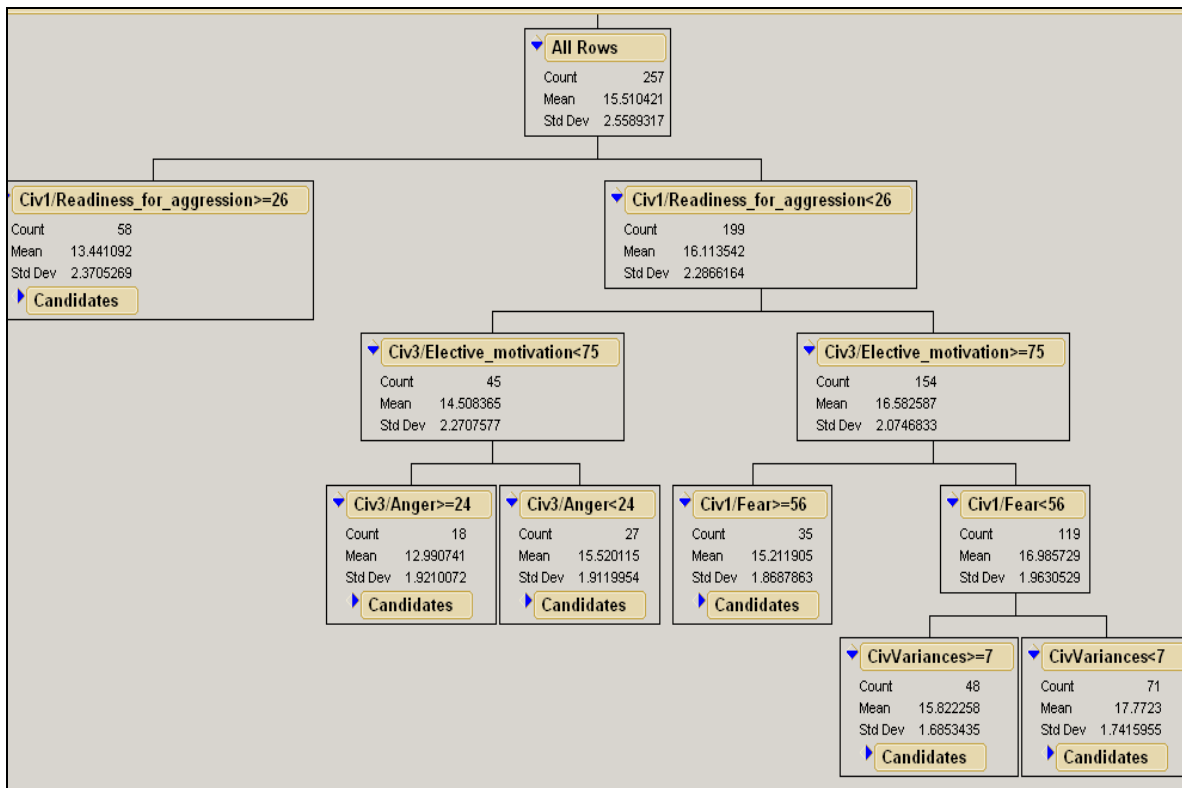 All Rows
Count 257
Mean 15.510421
Std Dev 2.5589317
Civ1/Readiness_for_aggression>=26
Count 58
Mean 13.441092
Std Dev 2.3705269
Candidates
Civ1/Readiness_for_aggression<26
Count 199
Mean 16.113542
Std Dev 2.2866164
Civ3/Elective_motivation<75
Count 45
Mean 14.508365
Std Dev 2.2707577
Civ3/Elective_motivation>=75
Count 154
Mean 16.582587
Std Dev 2.0746833
Civ3/Anger>=24
Count 18
Mean 12.990741
Std Dev 1.9210072
Candidates
Civ3/Anger<24
Count 27
Mean 15.520115
Std Dev 1.9119954
Candidates
Civ1/Fear>=56
Count 35
Mean 15.211905
Std Dev 1.8687863
Candidates
Civ1/Fear<56
Count 119
Mean 16.985729
Std Dev 1.9630529
CivVariances>=7
Count 48
Mean 15.822258
Std Dev 1.6853435
Candidates
CivVariances<7
Count 71
Mean 17.7723
Std Dev 1.7415955
Candidates